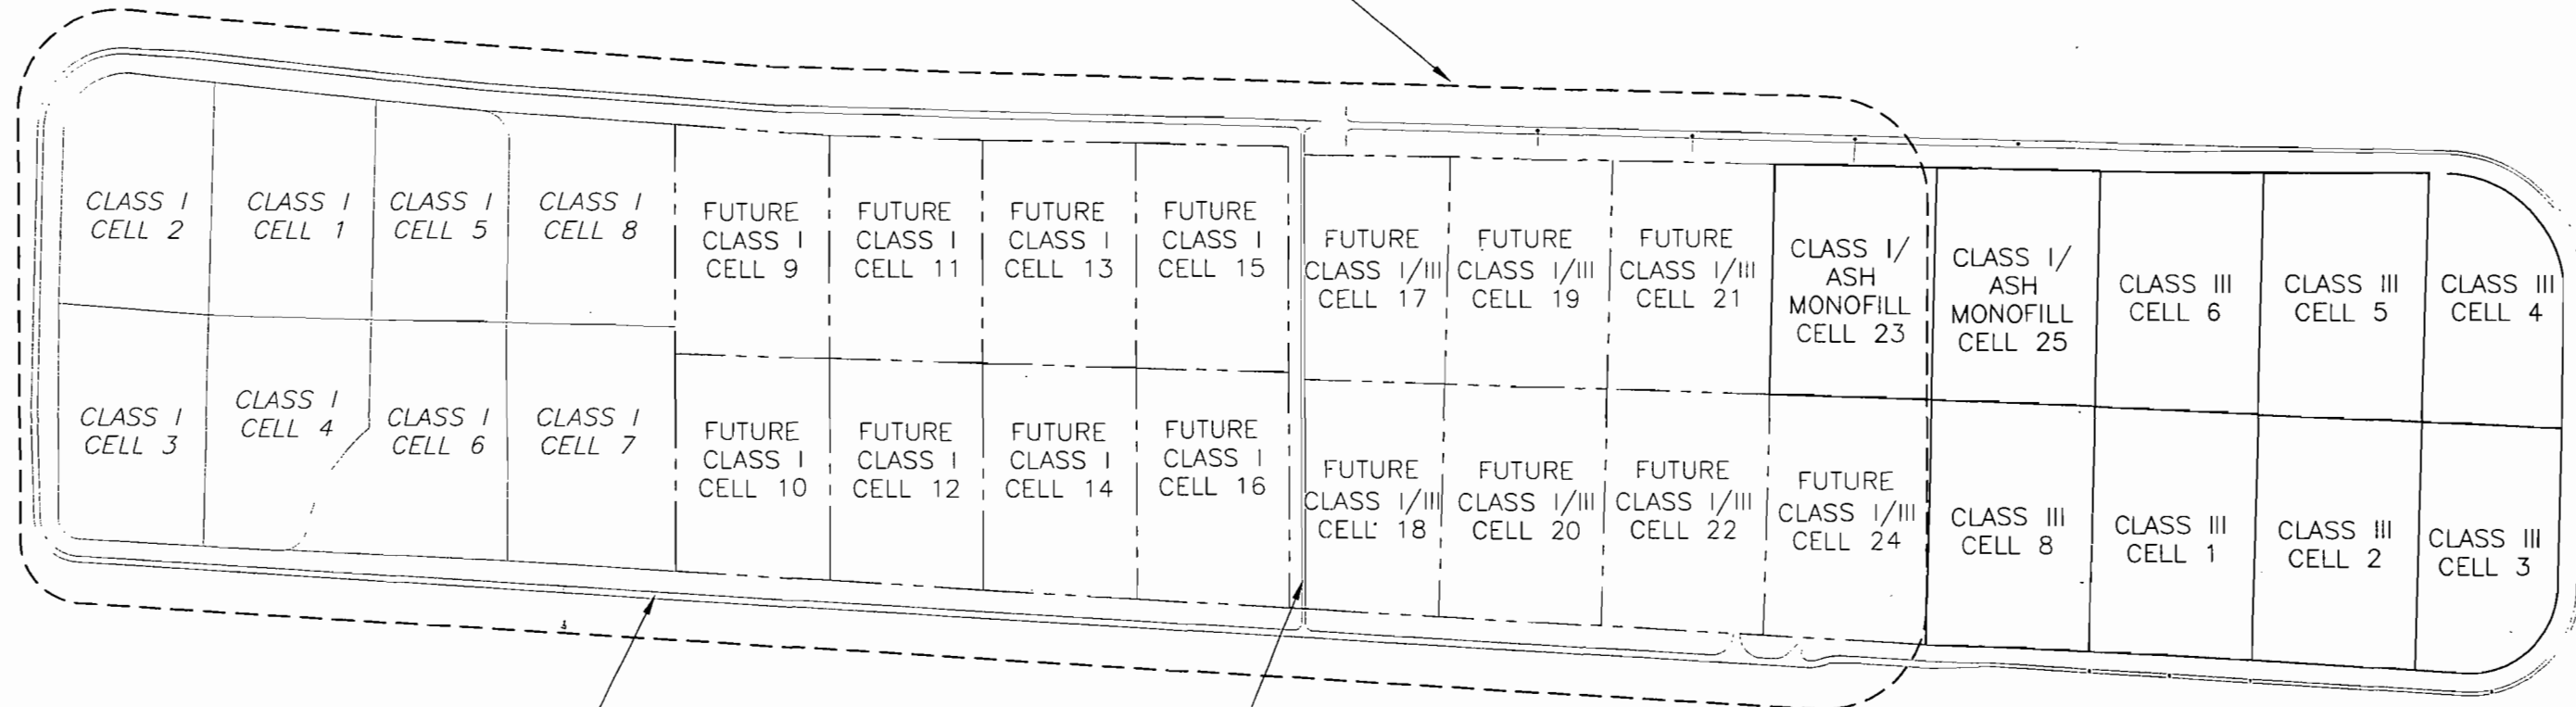 CLASS I
CELL 2
CLASS I
CELL 1
CLASS I
CELL 5
CLASS I
CELL 8
FUTURE
CLASS I
CELL 9
FUTURE
CLASS I
CELL 11
FUTURE
CLASS I
CELL 13
FUTURE
CLASS I
CELL 15
FUTURE
CLASS I/III
CELL 17
FUTURE
CLASS I/III
CELL 19
FUTURE
CLASS I/III
CELL 21
CLASS I/
ASH
MONOFILL
CELL 23
CLASS I/
ASH
MONOFILL
CELL 25
CLASS III
CELL 6
CLASS III
CELL 5
CLASS III
CELL 4
CLASS I
CELL 3
CLASS I
CELL 4
CLASS I
CELL 6
CLASS I
CELL 7
FUTURE
CLASS I
CELL 10
FUTURE
CLASS I
CELL 12
FUTURE
CLASS I
CELL 14
FUTURE
CLASS I
CELL 16
FUTURE
CLASS I/III
CELL 18
FUTURE
CLASS I/III
CELL 20
FUTURE
CLASS I/III
CELL 22
FUTURE
CLASS I/III
CELL 24
CLASS III
CELL 8
CLASS III
CELL 1
CLASS III
CELL 2
CLASS III
CELL 3